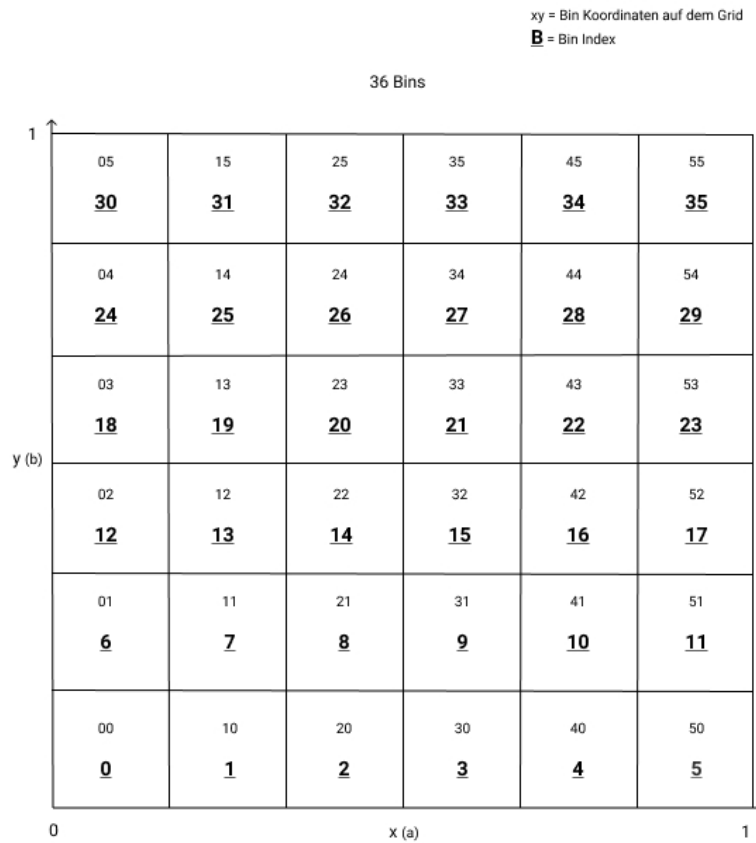 xy = Bin Koordinaten auf dem Grid
B = Bin Index
36 Bins
1
05 15 25 35 45 55
30 31 32 33 34 35
04 14 24 34 44 54
24 25 26 27 28 29
03 13 23 33 43 53
18 19 20 21 22 23
y (b)
02 12 22 32 42 52
12 13 14 15 16 17
01 11 21 31 41 51
6 7 8 9 10 11
00 10 20 30 40 50
0 1 2 3 4 5
0 x (a) 1